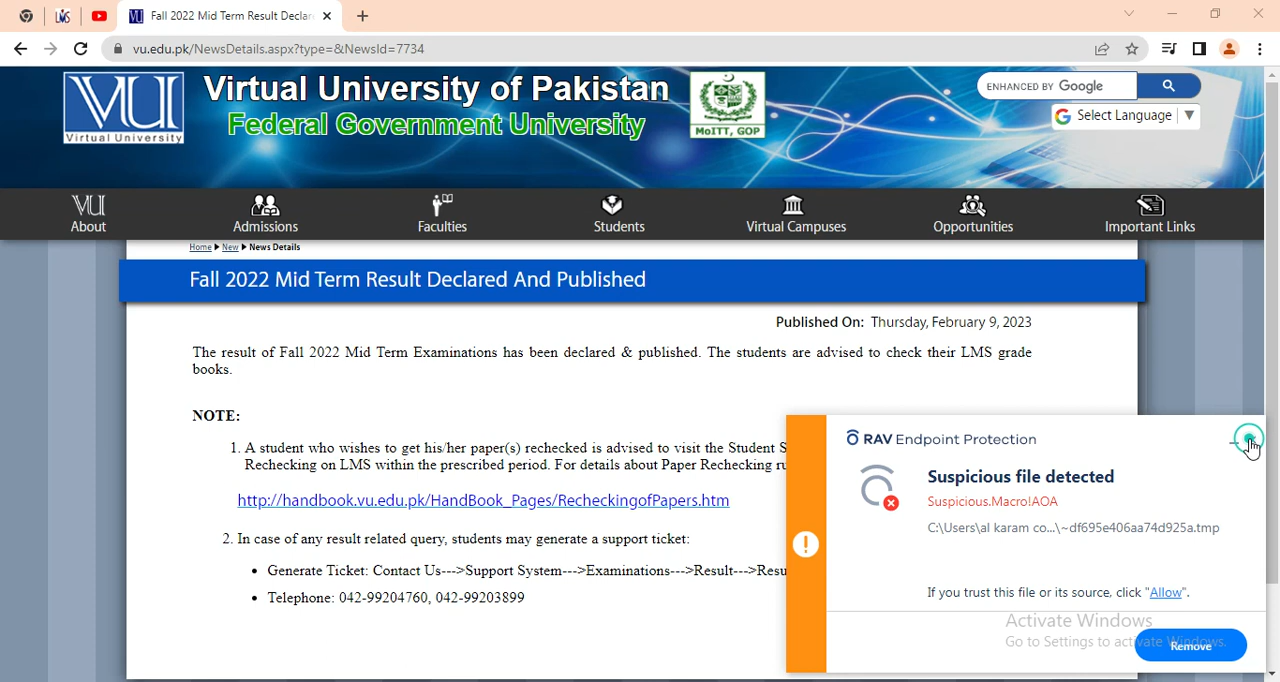 Fall 2022 Mid Term Result Declar
vu.edu.pk/NewsDetails.aspx?type=&NewsId=7734
VU
Virtual University
Virtual University of Pakistan
Federal Government University
MoITT, GOP
ENHANCED BY Google
Select Language
About
Admissions
Faculties
Students
Virtual Campuses
Opportunities
Important Links
Home New News Details
Fall 2022 Mid Term Result Declared And Published
Published On: Thursday, February 9, 2023
The result of Fall 2022 Mid Term Examinations has been declared & published. The students are advised to check their LMS grade
books.
NOTE:
1. A student who wishes to get his/her paper(s) rechecked is advised to visit the Student S
Rechecking on LMS within the prescribed period. For details about Paper Rechecking ru
http://handbook.vu.edu.pk/HandBook_Pages/RecheckingofPapers.htm
2. In case of any result related query, students may generate a support ticket:
• Generate Ticket: Contact Us--->Support System--->Examinations--->Result--->Resu
• Telephone: 042-99204760, 042-99203899
RAV Endpoint Protection
Suspicious file detected
Suspicious.Macro!AOA
C:\Users\al karam co...\~df695e406aa74d925a.tmp
If you trust this file or its source, click "Allow".
Activate Windows
Go to Settings to activate Windows.
Remove